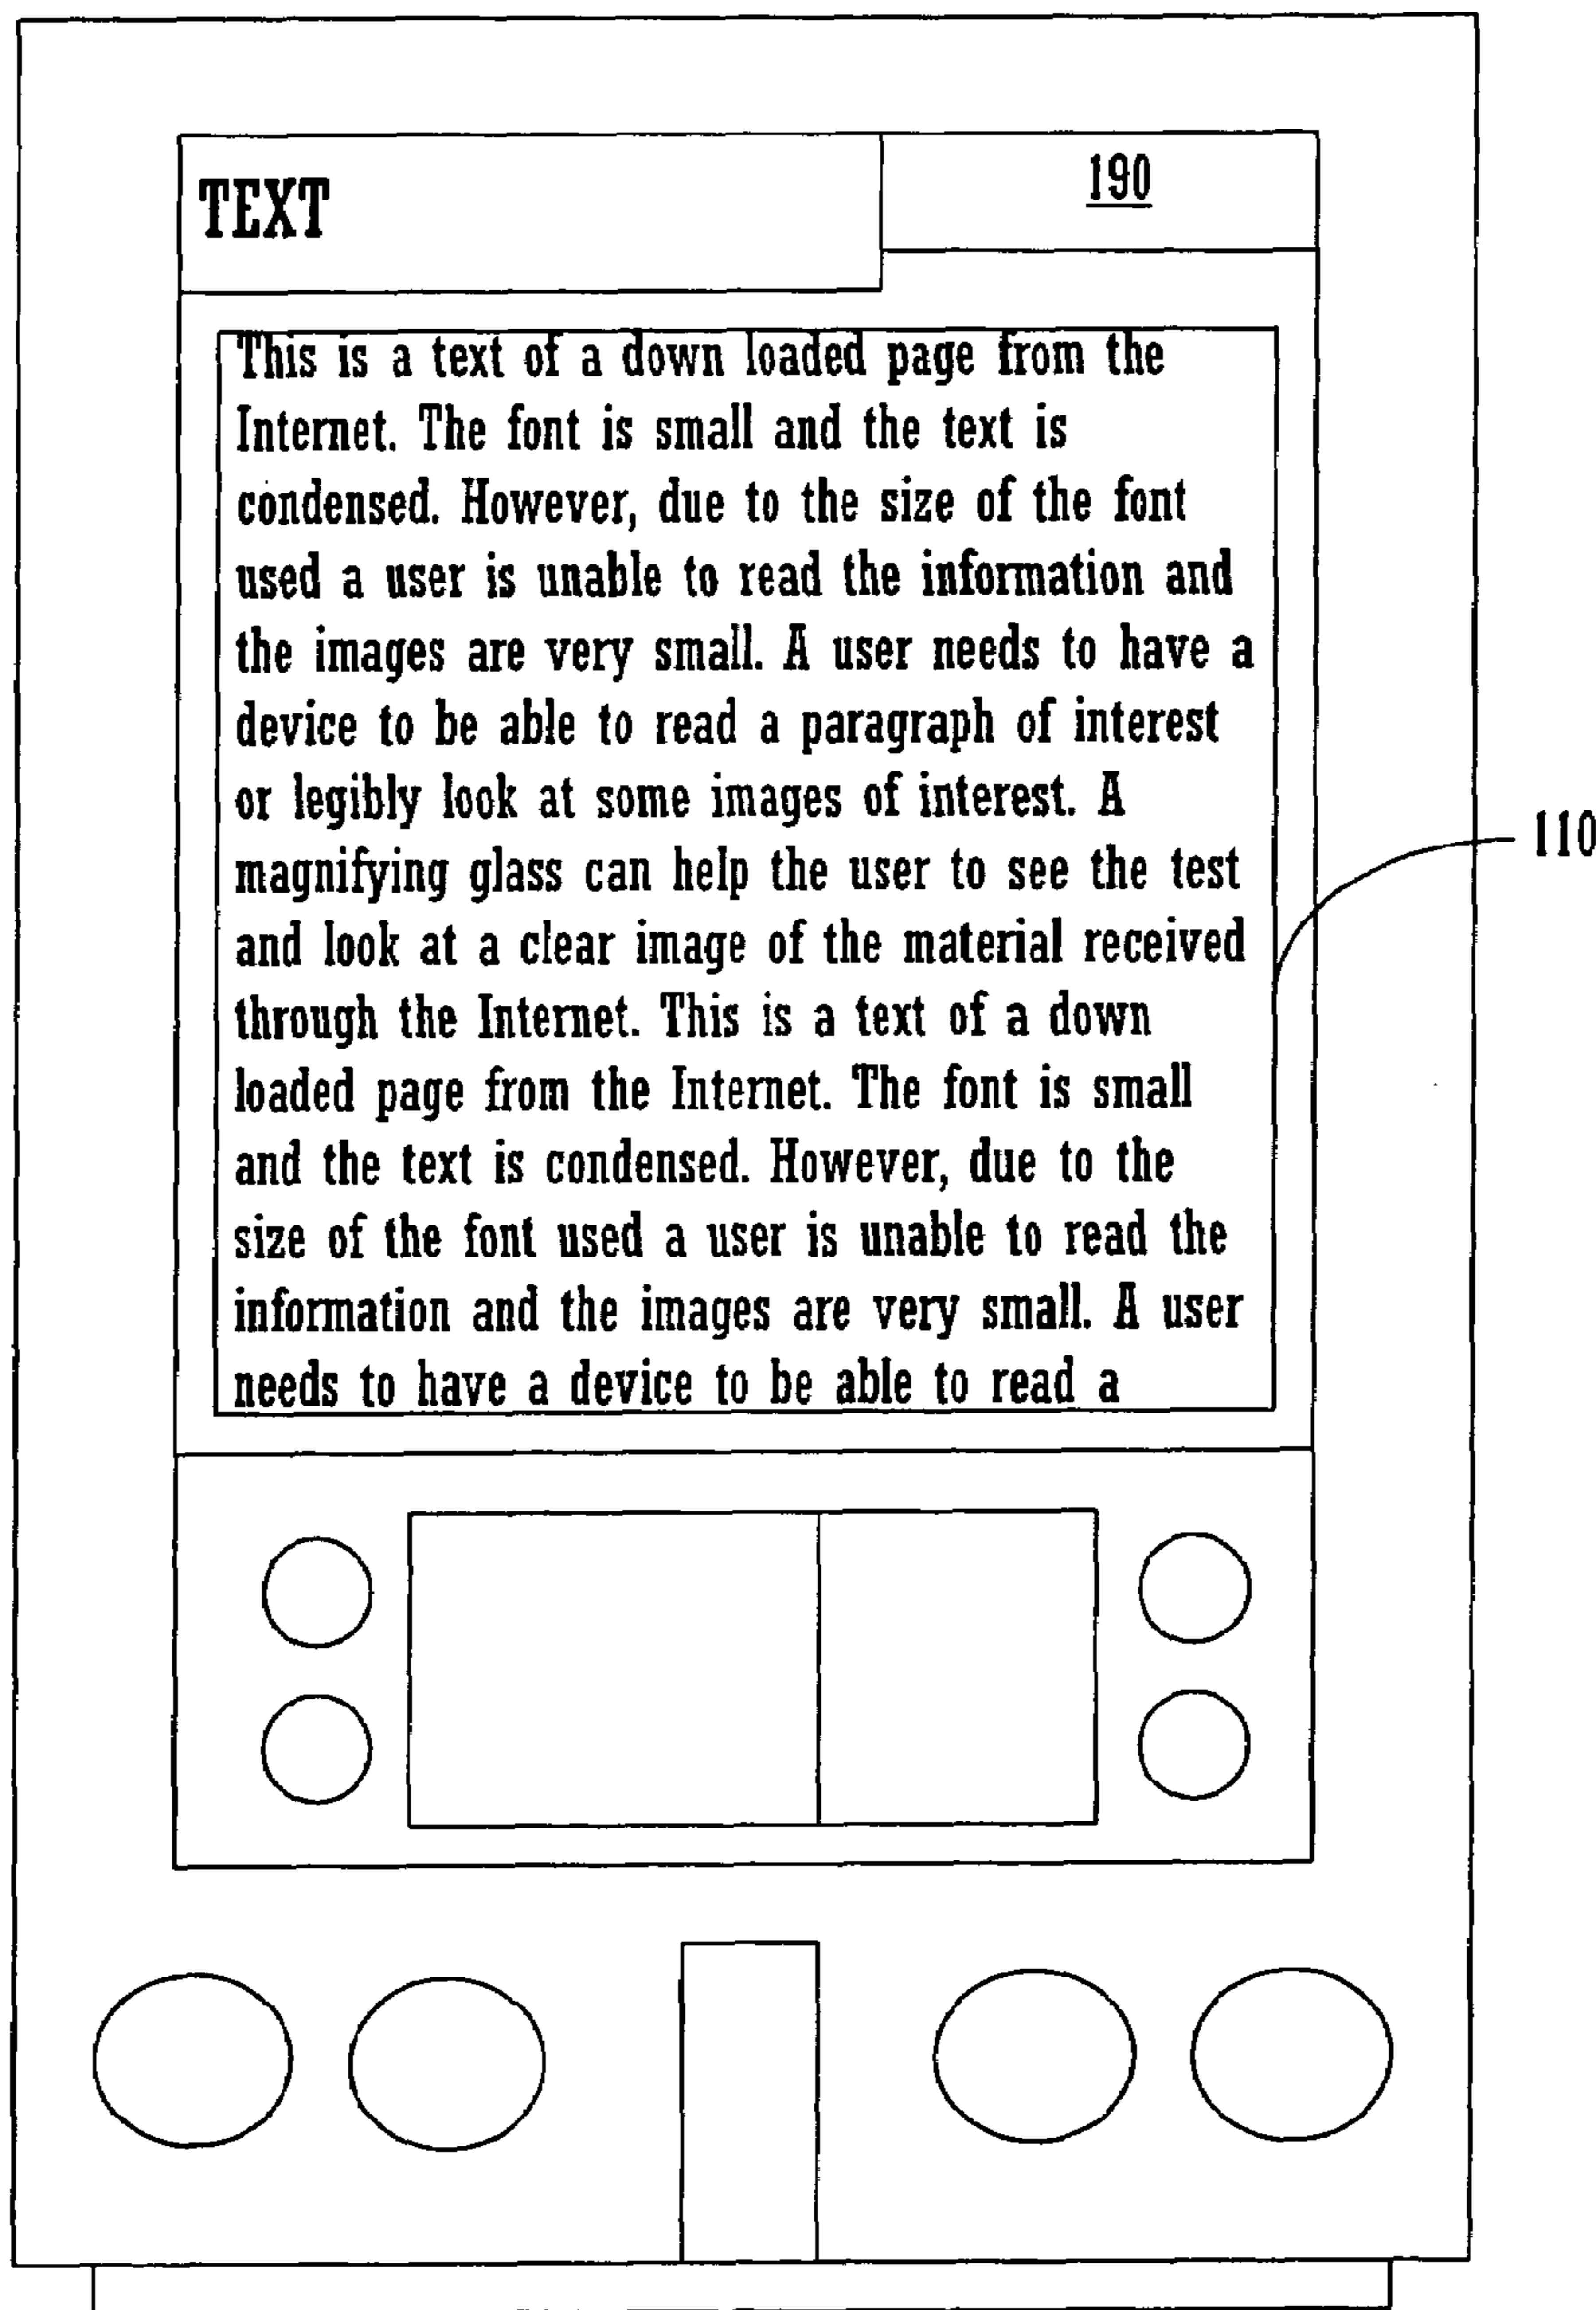 TEXT
190
This is a text of a down loaded page from the
Internet. The font is small and the text is
condensed. However, due to the size of the font
used a user is unable to read the information and
the images are very small. A user needs to have a
device to be able to read a paragraph of interest
or legibly look at some images of interest. A
magnifying glass can help the user to see the test
and look at a clear image of the material received
through the Internet. This is a text of a down
loaded page from the Internet. The font is small
and the text is condensed. However, due to the
size of the font used a user is unable to read the
information and the images are very small. A user
needs to have a device to be able to read a
110